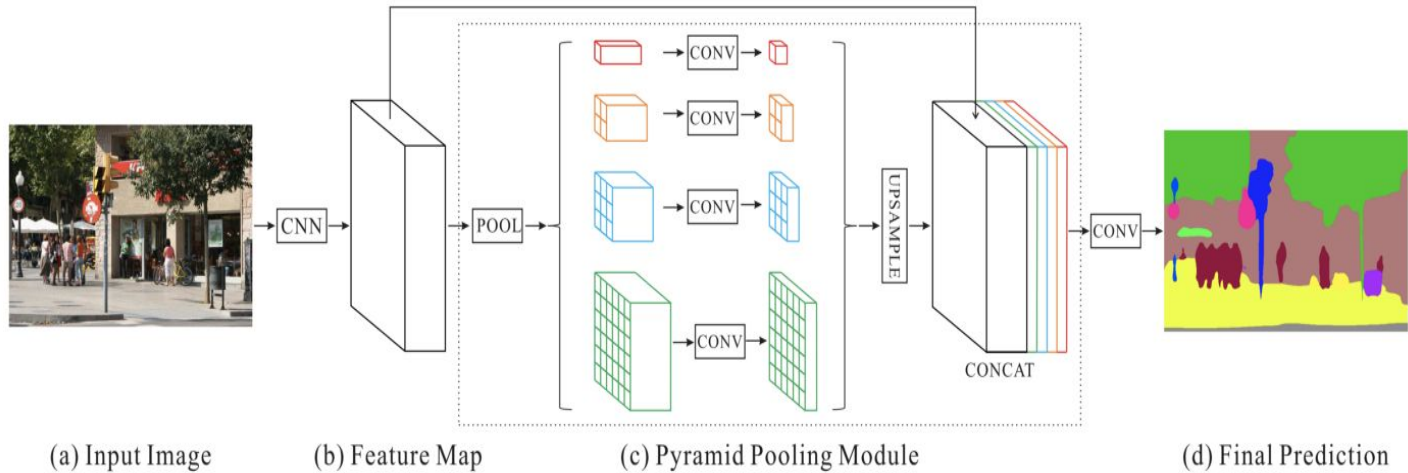 CONV
CONV
CONV
CONV
CNN
POOL
UPSAMPLE
CONCAT
CONV
(a) Input Image
(b) Feature Map
(c) Pyramid Pooling Module
(d) Final Prediction